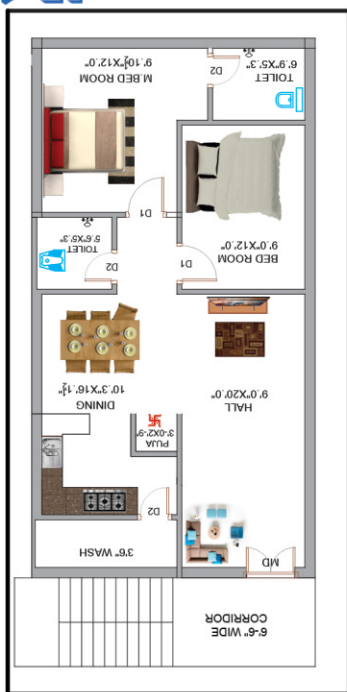 6'-6" WIDE
CORRIDOR
MD
3'6" WASH
D2
PUJA
3'-0X2'-9"
HALL
9'.0"X20'.0"
DINING
10'.3"X16'.1½"
BED ROOM
9'.0"X12'.0"
D1
D2
TOILET
5'.6"X5'.3"
D1
TOILET
6'.9"X5'.3"
D2
M.BED ROOM
9'.10½"X12'.0"